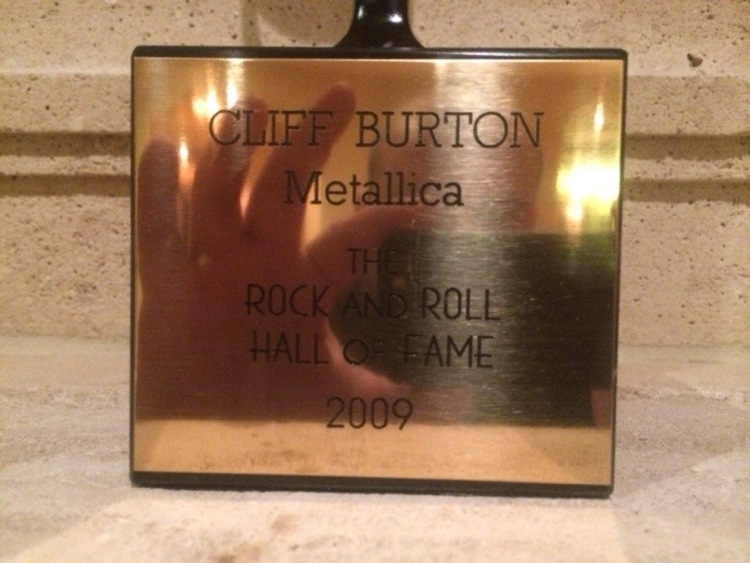 CLIFF BURTON
Metallica
THE
ROCK AND ROLL
HALL OF FAME
2009